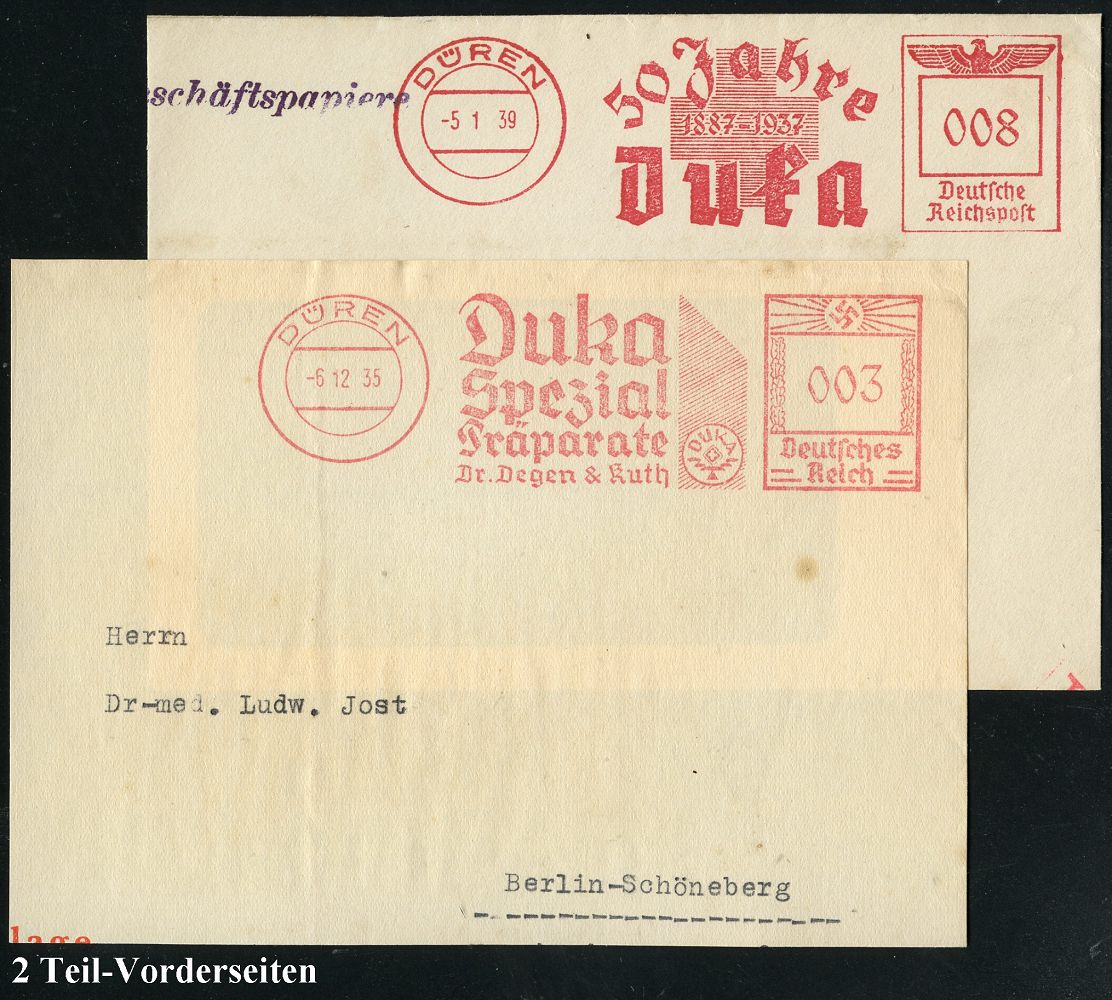 schäftspapiere
DÜREN
-5 1 39
50 Jahre
1887-1937
Duka
008
Deutsche
Reichspost
DÜREN
-6 12 35
Duka
Spezial
Präparate
Dr. Degen & Kuth
DUKA
003
Deutsches
Reich
Herrn
Dr-med. Ludw. Jost
Berlin-Schöneberg
lage
2 Teil-Vorderseiten